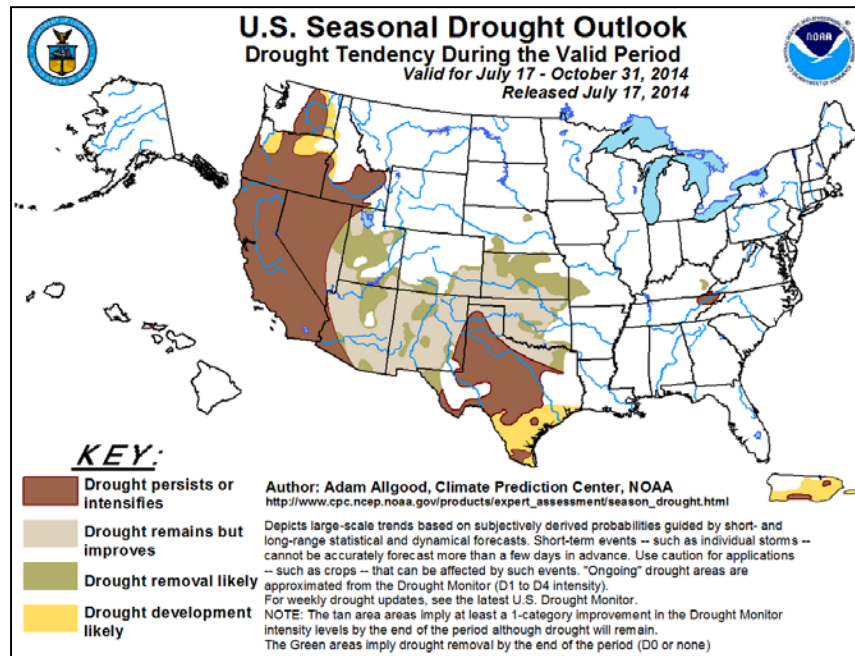 U.S. Seasonal Drought Outlook
Drought Tendency During the Valid Period
Valid for July 17 - October 31, 2014
Released July 17, 2014
NOAA
KEY:
Drought persists or
intensifies
Drought remains but
improves
Drought removal likely
Drought development
likely
Author: Adam Allgood, Climate Prediction Center, NOAA
http://www.cpc.ncep.noaa.gov/products/expert_assessment/season_drought.html
Depicts large-scale trends based on subjectively derived probabilities guided by short- and
long-range statistical and dynamical forecasts. Short-term events -- such as individual storms --
cannot be accurately forecast more than a few days in advance. Use caution for applications
-- such as crops -- that can be affected by such events. "Ongoing" drought areas are
approximated from the Drought Monitor (D1 to D4 intensity).
For weekly drought updates, see the latest U.S. Drought Monitor.
NOTE: The tan area areas imply at least a 1-category improvement in the Drought Monitor
intensity levels by the end of the period although drought will remain.
The Green areas imply drought removal by the end of the period (D0 or none)